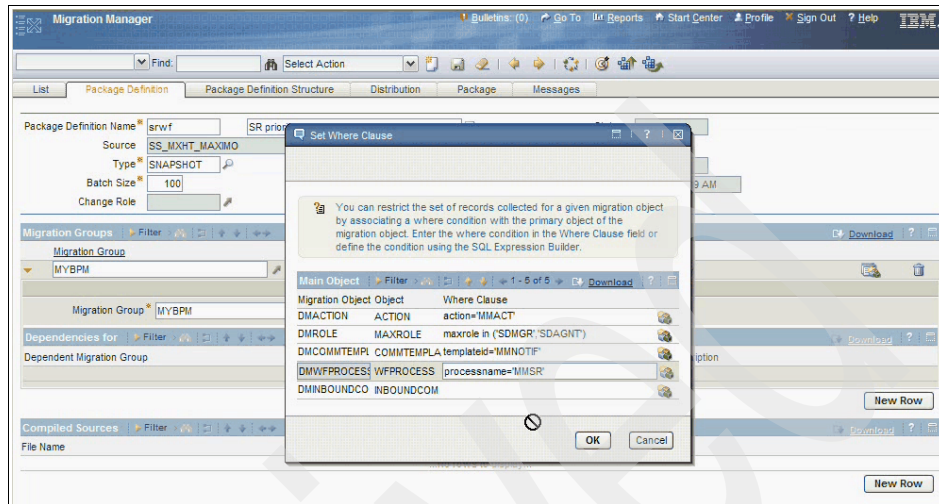 Migration Manager
Bulletins: (0) Go To Reports Start Center Profile Sign Out ? Help IBM.
Find: Select Action
List Package Definition Package Definition Structure Distribution Package Messages
Package Definition Name* srwf SR prior
Source SS_MXHT_MAXIMO
Type* SNAPSHOT
Batch Size* 100
9 AM
Change Role
Set Where Clause ?
You can restrict the set of records collected for a given migration object
by associating a where condition with the primary object of the
migration object. Enter the where condition in the Where Clause field or
define the condition using the SQL Expression Builder.
Migration Groups Filter Download ?
Migration Group
MYBPM
Migration Group* MYBPM
Main Object Filter 1 - 5 of 5 Download ?
Migration Object Object Where Clause
DMACTION ACTION action='MMACT'
DMROLE MAXROLE maxrole in ('SDMGR','SDAGNT')
DMCOMMTEMPL COMMTEMPLA templateid='MMNOTIF'
DMWFPROCESS WFPROCESS processname='MMSR'
DMINBOUNDCO INBOUNDCOM
OK Cancel
Dependencies for Filter Download ?
Dependent Migration Group iption
New Row
Compiled Sources Filter Download ?
File Name
New Row